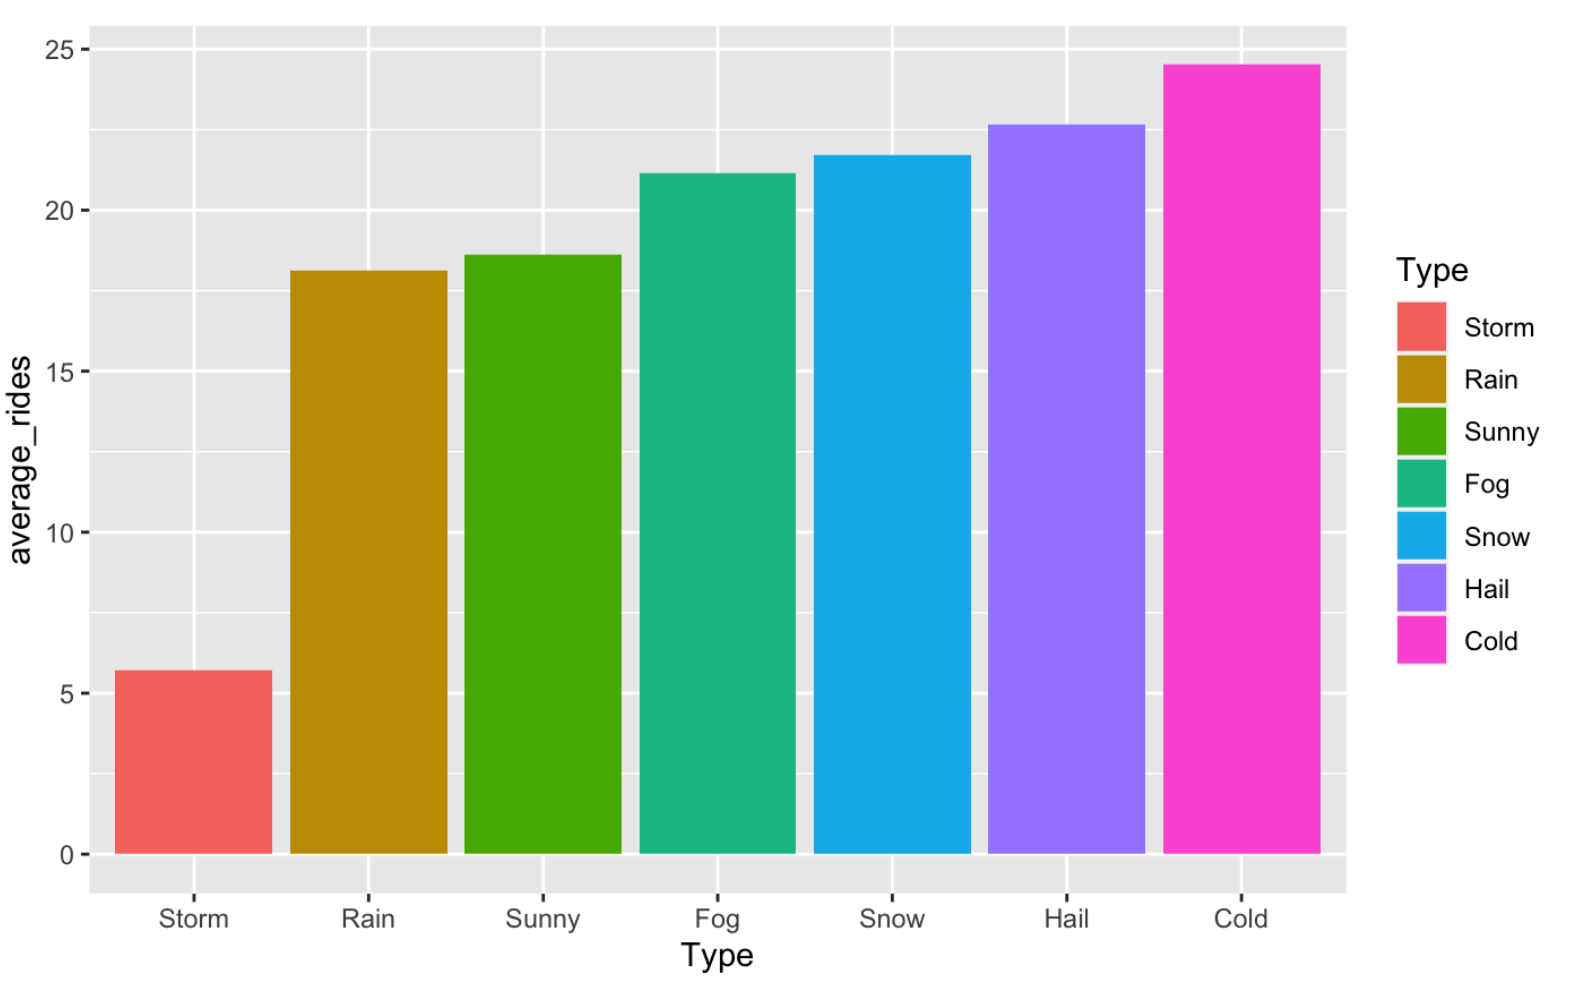 25
20
15
10
5
0
average_rides
Storm
Rain
Sunny
Fog
Snow
Hail
Cold
Type
Type
Storm
Rain
Sunny
Fog
Snow
Hail
Cold